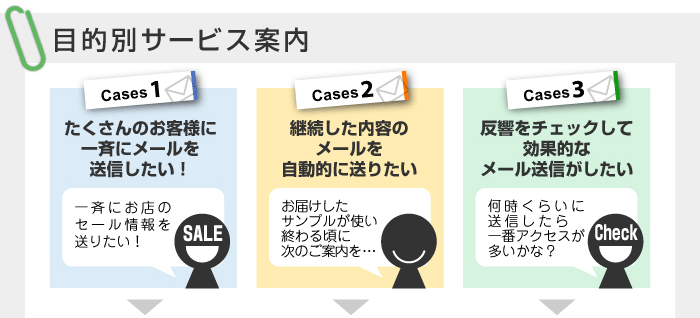 目的別サービス案内
Cases 1
たくさんのお客様に
一斉にメールを
送信したい！
一斉にお店の
セール情報を
送りたい！
SALE
Cases 2
継続した内容の
メールを
自動的に送りたい
お届けした
サンプルが使い
終わる頃に
次のご案内を…
Cases 3
反響をチェックして
効果的な
メール送信がしたい
何時くらいに
送信したら
一番アクセスが
多いかな？
Check